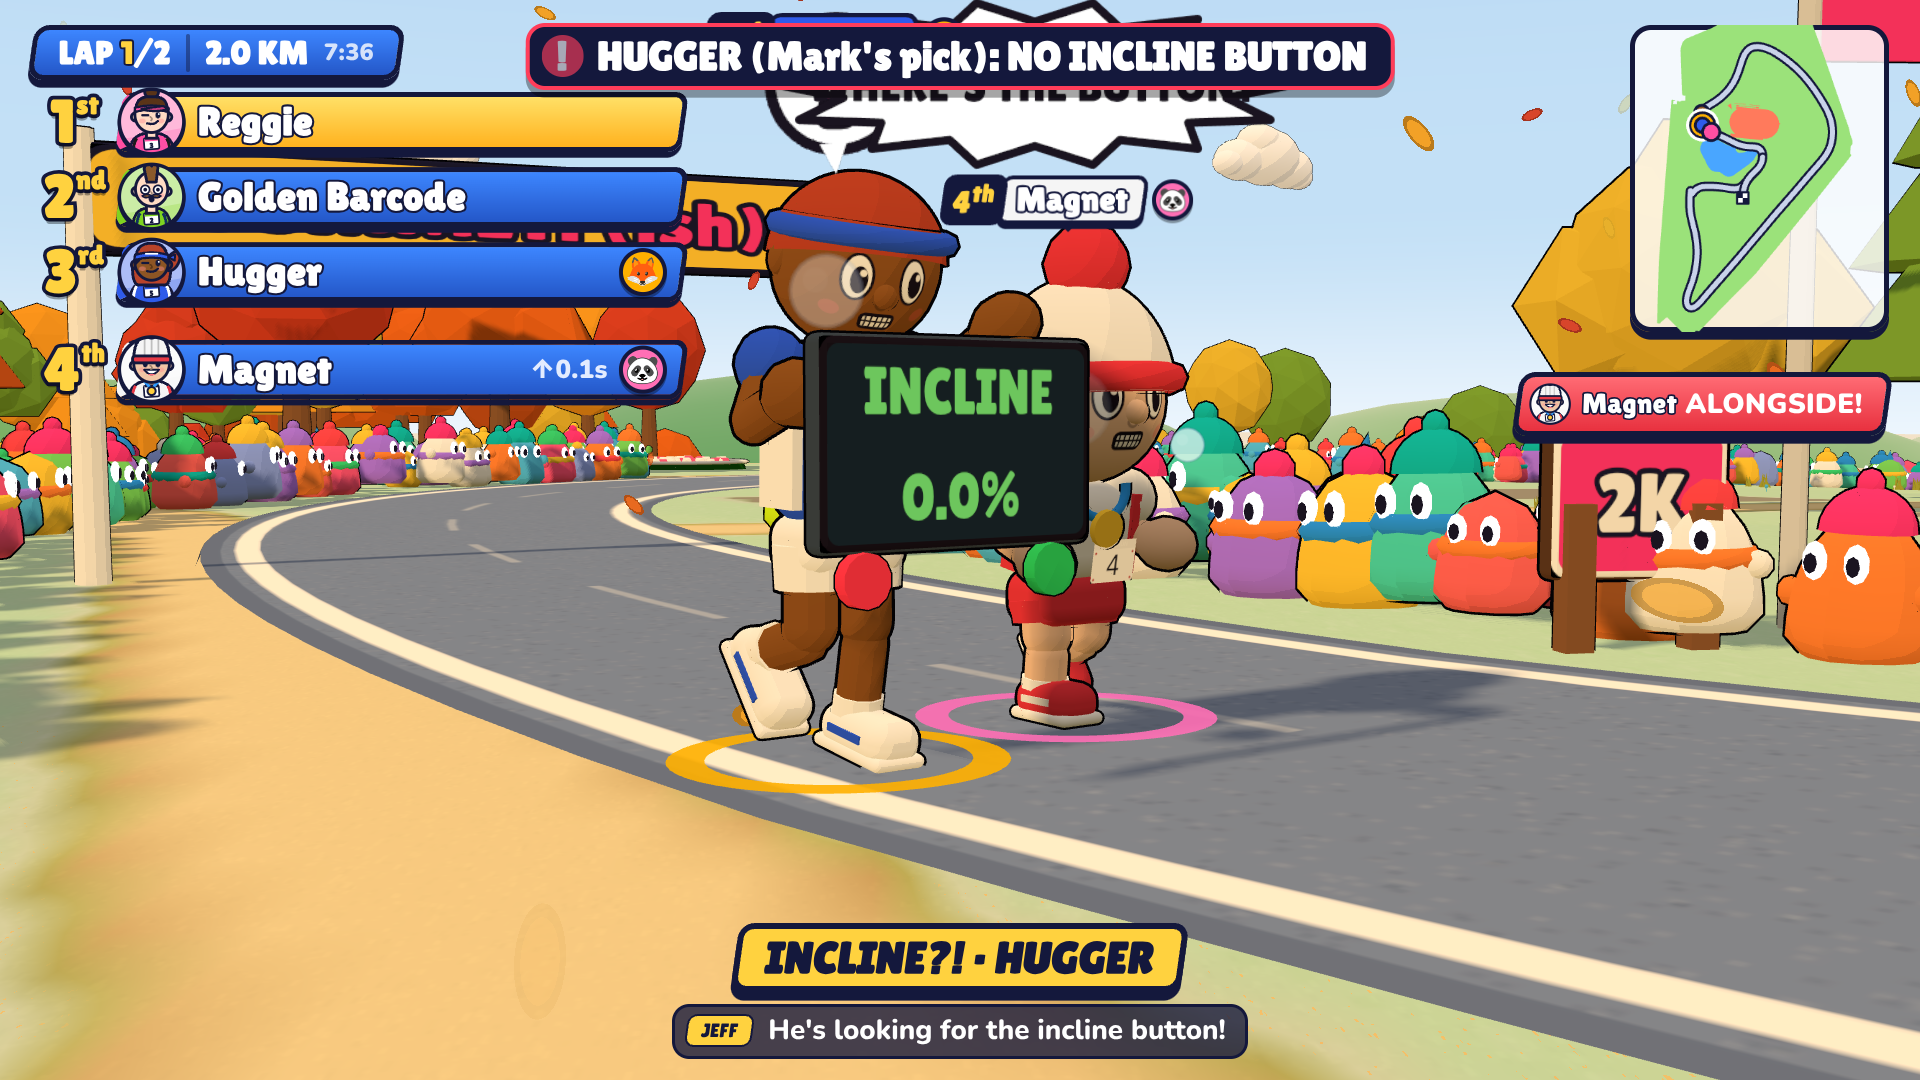 LAP 1/2 2.0 KM 7:36
HUGGER (Mark's pick): NO INCLINE BUTTON
1st Reggie
2nd Golden Barcode
3rd Hugger
4th Magnet ↑0.1s
4th Magnet
INCLINE
0.0%
4
Magnet ALONGSIDE!
2K
INCLINE?! · HUGGER
JEFF He's looking for the incline button!